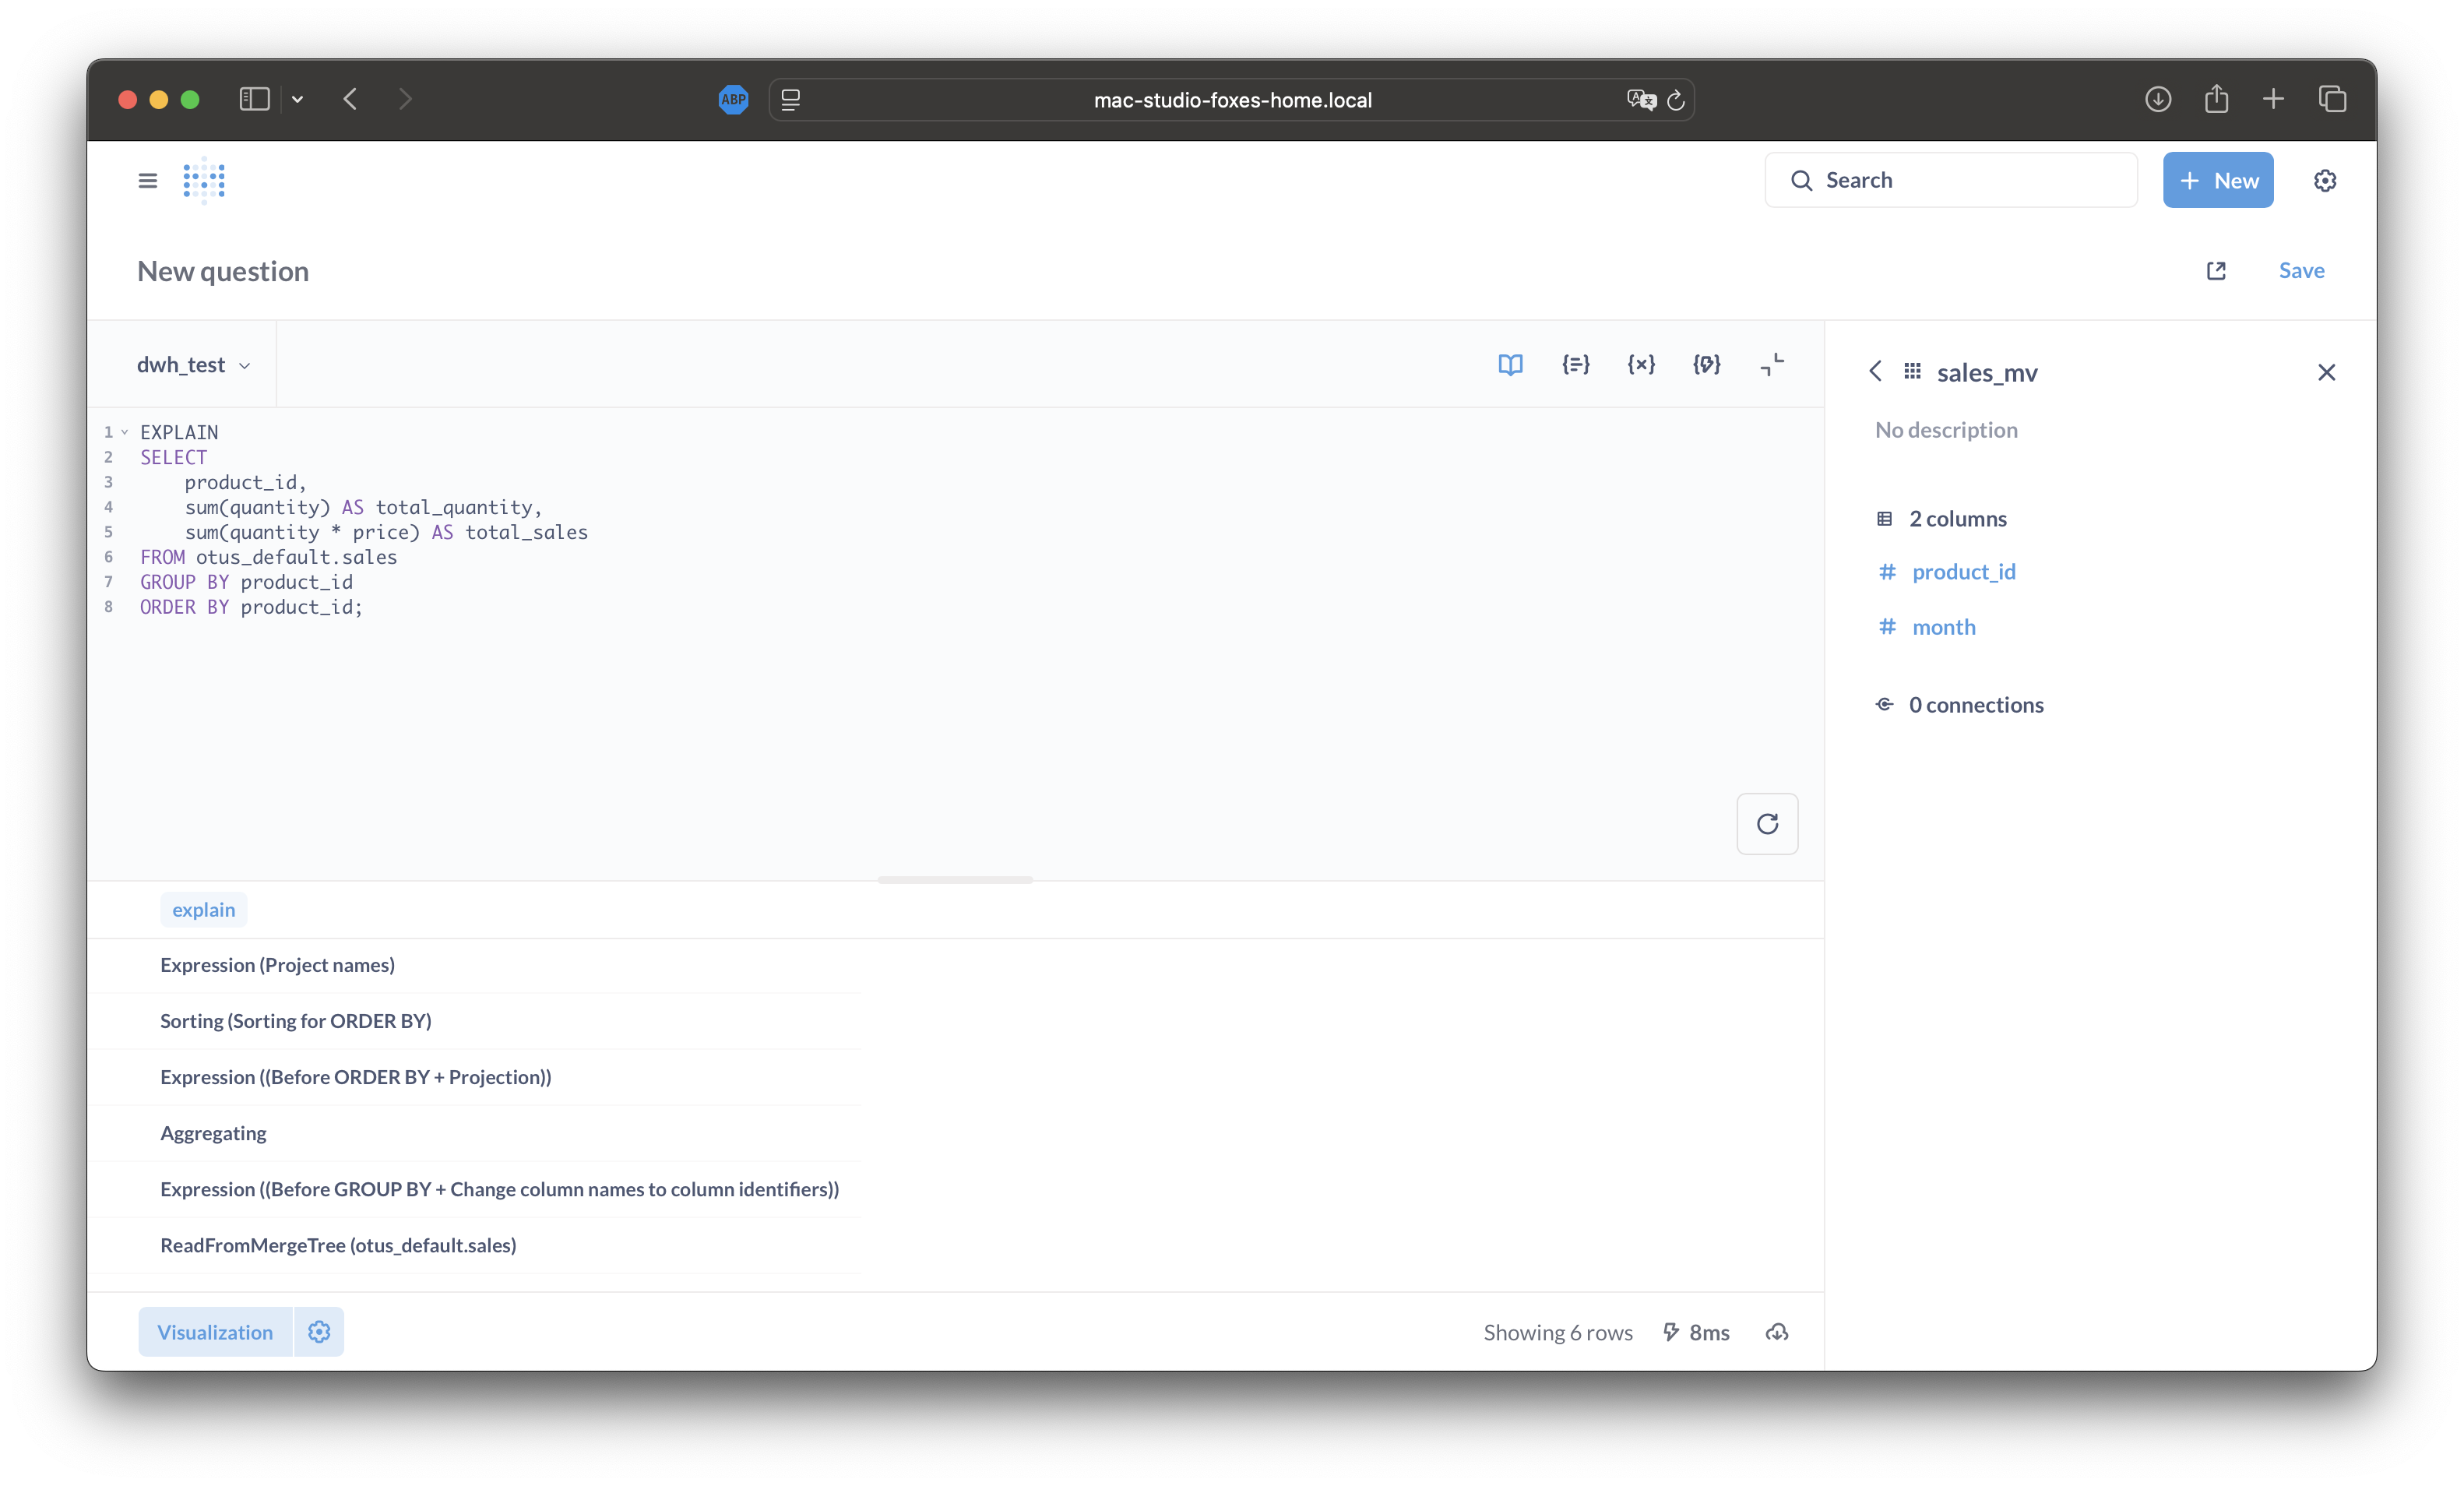 ABP
mac-studio-foxes-home.local
Search
+ New
New question
Save
dwh_test
1 EXPLAIN
2 SELECT
3 product_id,
4 sum(quantity) AS total_quantity,
5 sum(quantity * price) AS total_sales
6 FROM otus_default.sales
7 GROUP BY product_id
8 ORDER BY product_id;
explain
Expression (Project names)
Sorting (Sorting for ORDER BY)
Expression ((Before ORDER BY + Projection))
Aggregating
Expression ((Before GROUP BY + Change column names to column identifiers))
ReadFromMergeTree (otus_default.sales)
Visualization
Showing 6 rows
8ms
sales_mv
No description
2 columns
# product_id
# month
0 connections